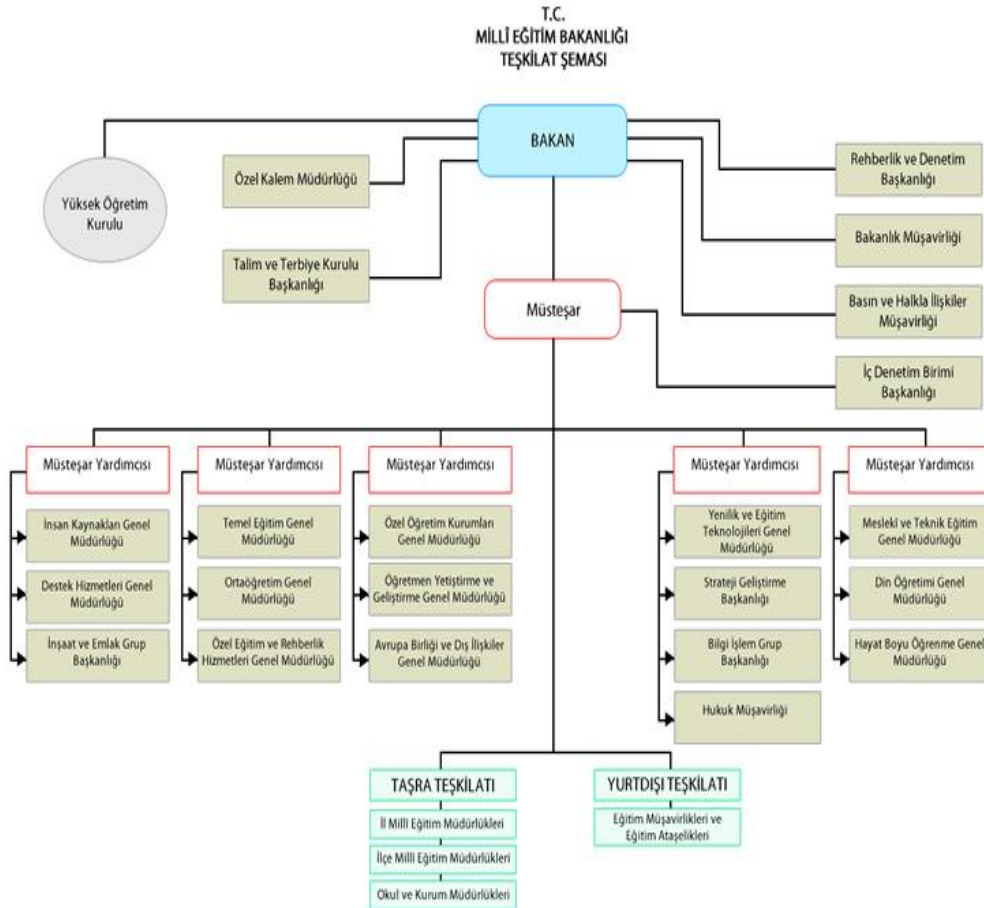 T.C.
MİLLÎ EĞİTİM BAKANLIĞI
TEŞKİLAT ŞEMASI
BAKAN
Yüksek Öğretim
Kurulu
Özel Kalem Müdürlüğü
Talim ve Terbiye Kurulu
Başkanlığı
Rehberlik ve Denetim
Başkanlığı
Bakanlık Müşavirliği
Basın ve Halkla İlişkiler
Müşavirliği
Müsteşar
İç Denetim Birimi
Başkanlığı
Müsteşar Yardımcısı
İnsan Kaynakları Genel
Müdürlüğü
Destek Hizmetleri Genel
Müdürlüğü
İnşaat ve Emlak Grup
Başkanlığı
Müsteşar Yardımcısı
Temel Eğitim Genel
Müdürlüğü
Ortaöğretim Genel
Müdürlüğü
Özel Eğitim ve Rehberlik
Hizmetleri Genel Müdürlüğü
Müsteşar Yardımcısı
Özel Öğretim Kurumları
Genel Müdürlüğü
Öğretmen Yetiştirme ve
Geliştirme Genel Müdürlüğü
Avrupa Birliği ve Dış İlişkiler
Genel Müdürlüğü
Müsteşar Yardımcısı
Yenilik ve Eğitim
Teknolojileri Genel
Müdürlüğü
Strateji Geliştirme
Başkanlığı
Bilgi İşlem Grup
Başkanlığı
Hukuk Müşavirliği
Müsteşar Yardımcısı
Meslekî ve Teknik Eğitim
Genel Müdürlüğü
Din Öğretimi Genel
Müdürlüğü
Hayat Boyu Öğrenme Genel
Müdürlüğü
TAŞRA TEŞKİLATI
İl Millî Eğitim Müdürlükleri
İlçe Millî Eğitim Müdürlükleri
Okul ve Kurum Müdürlükleri
YURTDIŞI TEŞKİLATI
Eğitim Müşavirlikleri ve
Eğitim Ataşelikleri